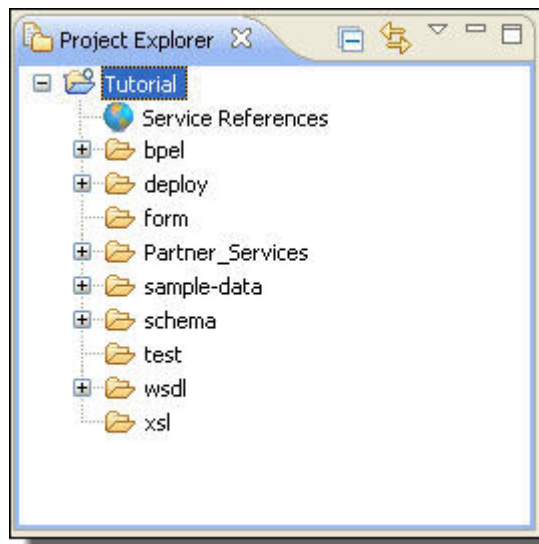 Project Explorer
Tutorial
Service References
bpel
deploy
form
Partner_Services
sample-data
schema
test
wsdl
xsl